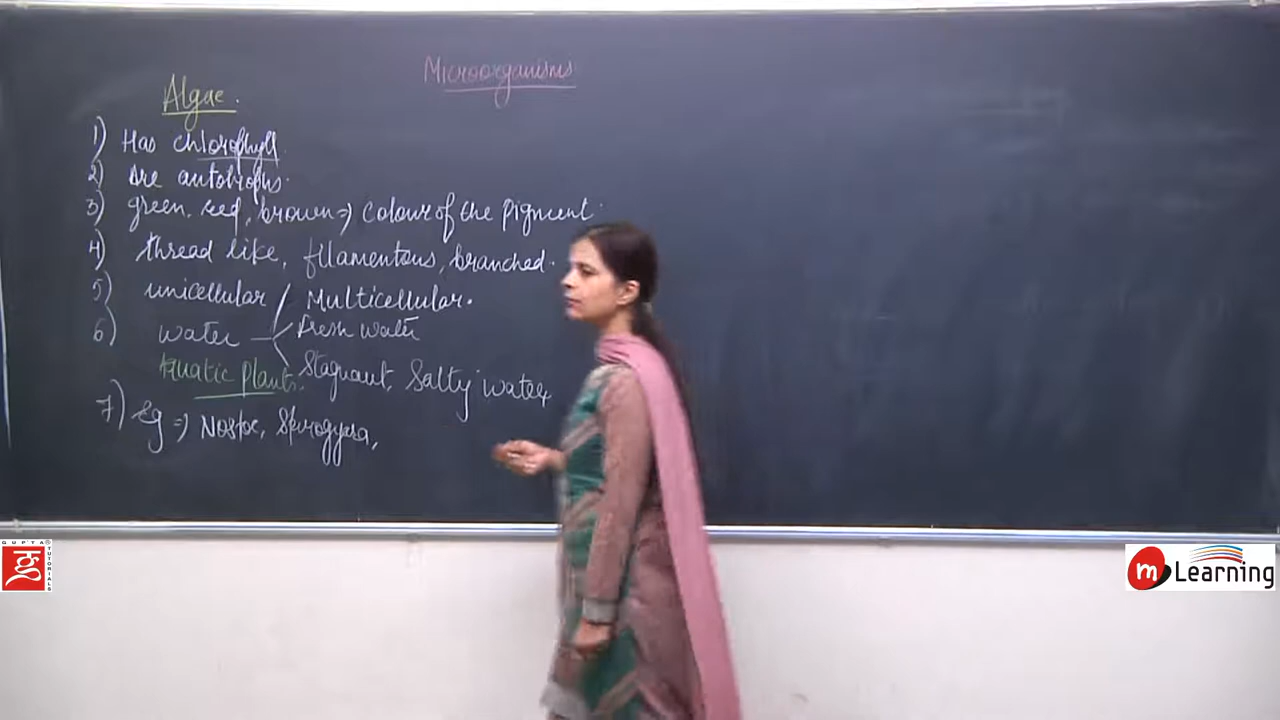 Microorganisms
Algae.
1) Has chlorophyll
2) Are autotrophs.
3) green, red, brown => Colour of the pigment.
4) thread like, filamentous, branched.
5) unicellular / Multicellular.
6) water — Fresh water
Stagnant, Salty water
Aquatic plants.
7) Eg => Nostoc, Spirogyra,
GUPTA TUTORIALS
m Learning